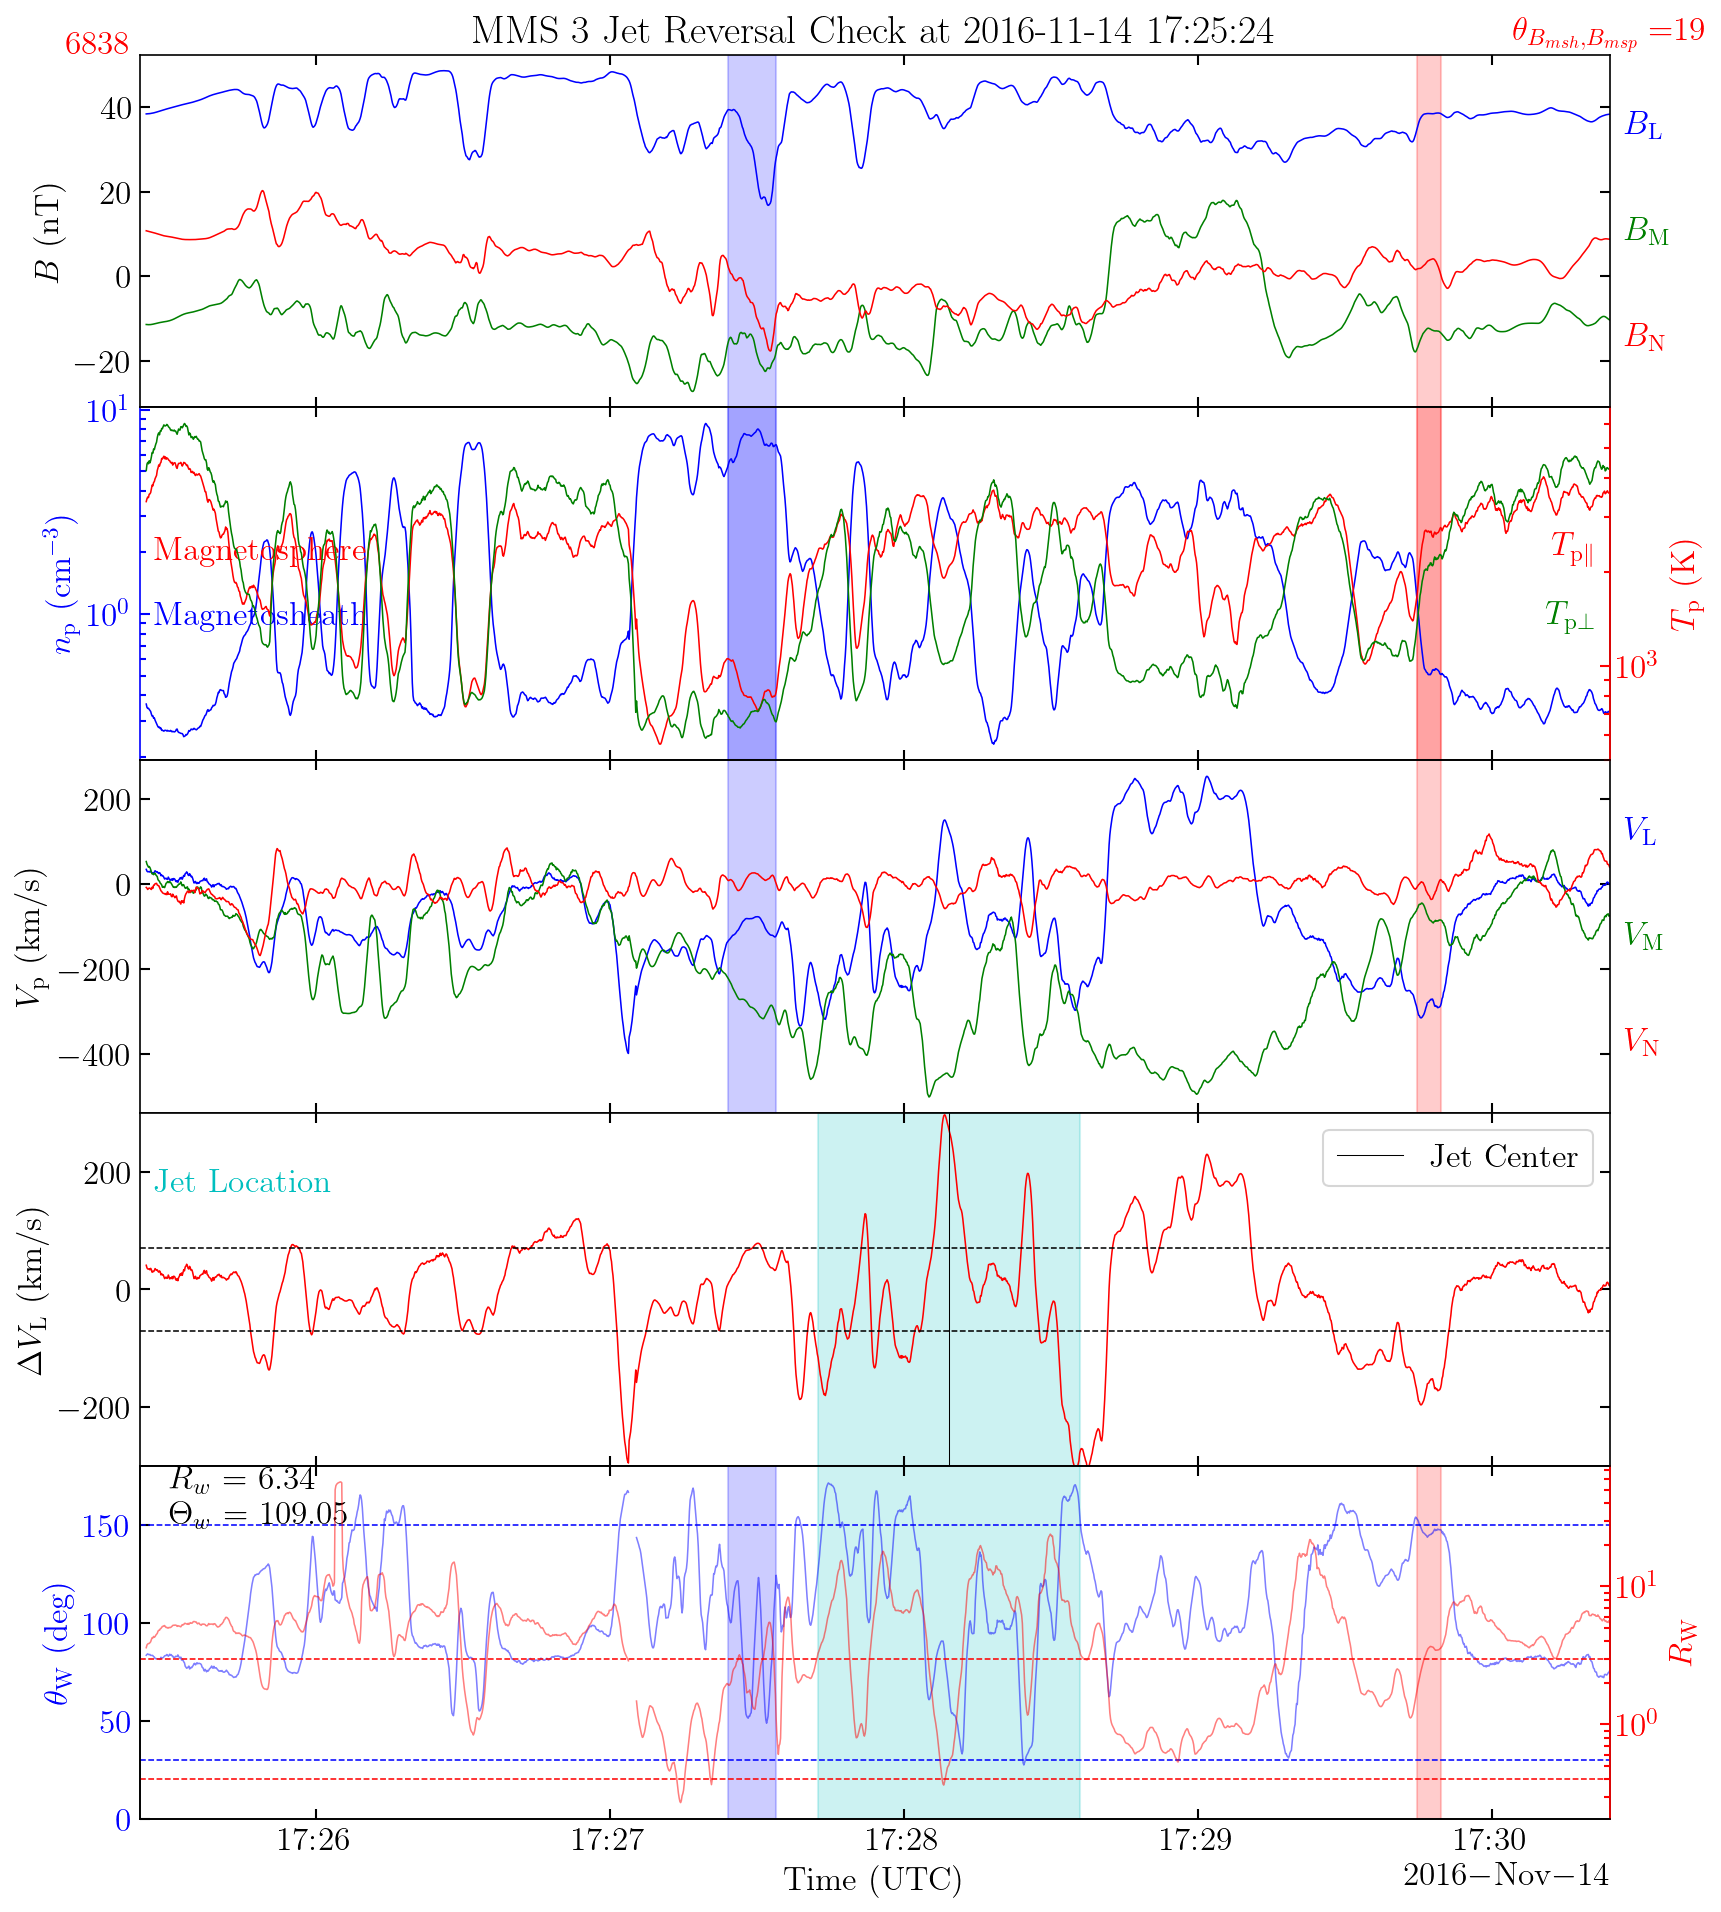 MMS 3 Jet Reversal Check at 2016-11-14 17:25:24
6838
θ_{B_{msh},B_{msp}} =19
40
20
0
−20
B (nT)
B_L
B_M
B_N
10^1
10^0
n_p (cm^{−3})
Magnetosphere
Magnetosheath
T_{p∥}
T_{p⊥}
10^3
T_p (K)
200
0
−200
−400
V_p (km/s)
V_L
V_M
V_N
200
0
−200
ΔV_L (km/s)
Jet Location
Jet Center
R_w = 6.34
Θ_w = 109.05
150
100
50
0
θ_W (deg)
10^1
10^0
R_W
17:26 17:27 17:28 17:29 17:30
Time (UTC)
2016−Nov−14